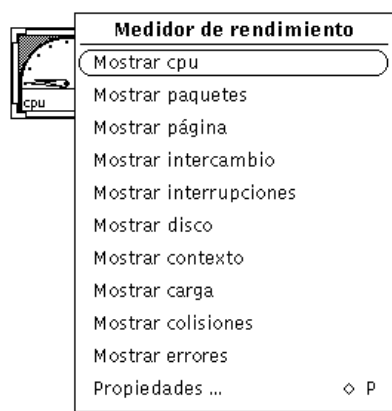 Medidor de rendimiento
Mostrar cpu
cpu
Mostrar paquetes
Mostrar página
Mostrar intercambio
Mostrar interrupciones
Mostrar disco
Mostrar contexto
Mostrar carga
Mostrar colisiones
Mostrar errores
Propiedades ... ◇ P